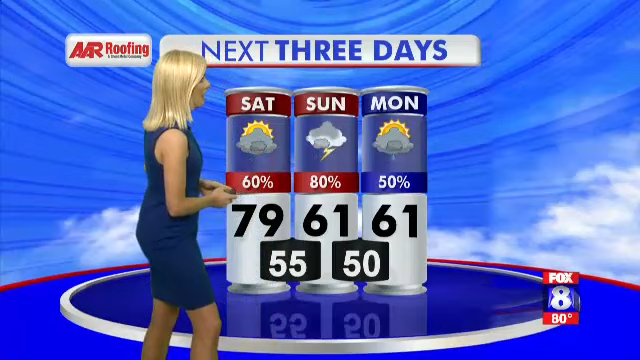 AAR Roofing
NEXT THREE DAYS
SAT SUN MON
60% 80% 50%
79 61 61
55 50
FOX
8
80°